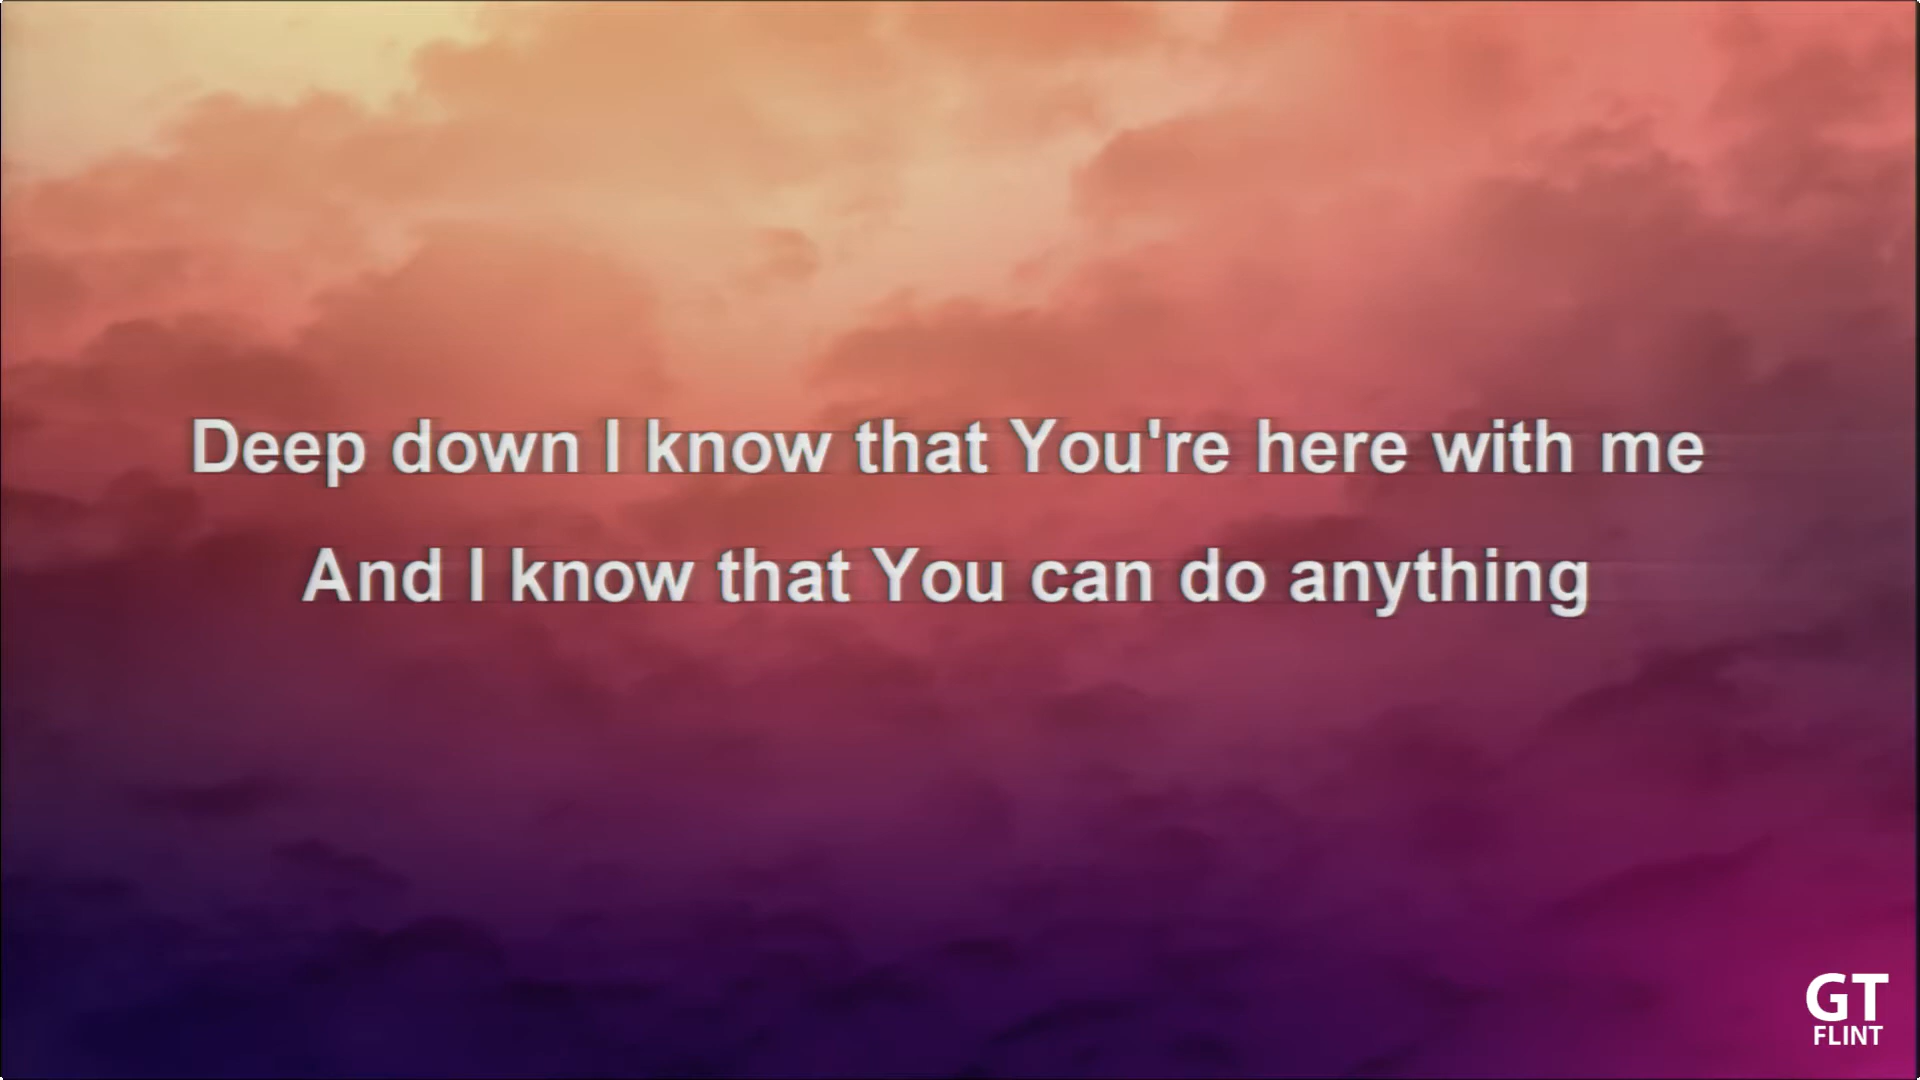 Deep down I know that You're here with me
And I know that You can do anything
GT
FLINT